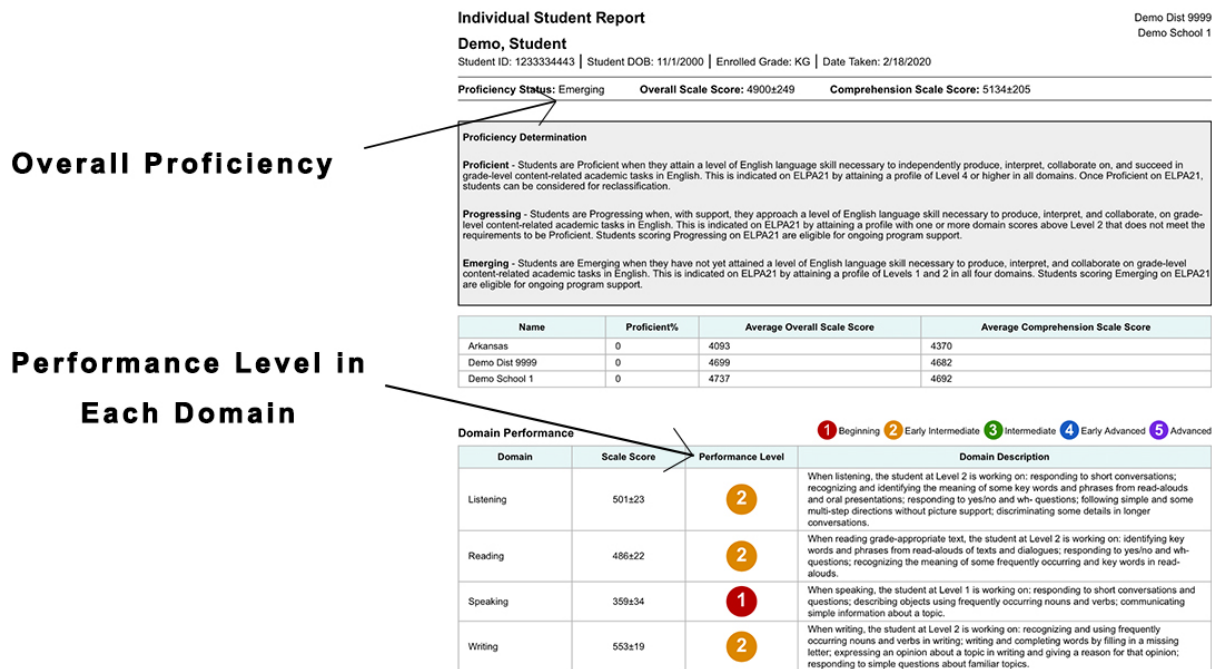 Individual Student Report
Demo Dist 9999
Demo School 1
Demo, Student
Student ID: 1233334443 | Student DOB: 11/1/2000 | Enrolled Grade: KG | Date Taken: 2/18/2020
Proficiency Status: Emerging Overall Scale Score: 4900±249 Comprehension Scale Score: 5134±205
Overall Proficiency
Proficiency Determination
Proficient - Students are Proficient when they attain a level of English language skill necessary to independently produce, interpret, collaborate on, and succeed in
grade-level content-related academic tasks in English. This is indicated on ELPA21 by attaining a profile of Level 4 or higher in all domains. Once Proficient on ELPA21,
students can be considered for reclassification.
Progressing - Students are Progressing when, with support, they approach a level of English language skill necessary to produce, interpret, and collaborate, on grade-
level content-related academic tasks in English. This is indicated on ELPA21 by attaining a profile with one or more domain scores above Level 2 that does not meet the
requirements to be Proficient. Students scoring Progressing on ELPA21 are eligible for ongoing program support.
Emerging - Students are Emerging when they have not yet attained a level of English language skill necessary to produce, interpret, and collaborate on grade-level
content-related academic tasks in English. This is indicated on ELPA21 by attaining a profile of Levels 1 and 2 in all four domains. Students scoring Emerging on ELPA21
are eligible for ongoing program support.
Name Proficient% Average Overall Scale Score Average Comprehension Scale Score
Arkansas 0 4093 4370
Demo Dist 9999 0 4699 4682
Demo School 1 0 4737 4692
Performance Level in
Each Domain
Domain Performance
1 Beginning 2 Early Intermediate 3 Intermediate 4 Early Advanced 5 Advanced
Domain Scale Score Performance Level Domain Description
Listening 501±23 2
When listening, the student at Level 2 is working on: responding to short conversations;
recognizing and identifying the meaning of some key words and phrases from read-alouds
and oral presentations; responding to yes/no and wh- questions; following simple and some
multi-step directions without picture support; discriminating some details in longer
conversations.
Reading 486±22 2
When reading grade-appropriate text, the student at Level 2 is working on: identifying key
words and phrases from read-alouds of texts and dialogues; responding to yes/no and wh-
questions; recognizing the meaning of some frequently occurring and key words in read-
alouds.
Speaking 359±34 1
When speaking, the student at Level 1 is working on: responding to short conversations and
questions; describing objects using frequently occurring nouns and verbs; communicating
simple information about a topic.
Writing 553±19 2
When writing, the student at Level 2 is working on: recognizing and using frequently
occurring nouns and verbs in writing; writing and completing words by filling in a missing
letter; expressing an opinion about a topic in writing and giving a reason for that opinion;
responding to simple questions about familiar topics.